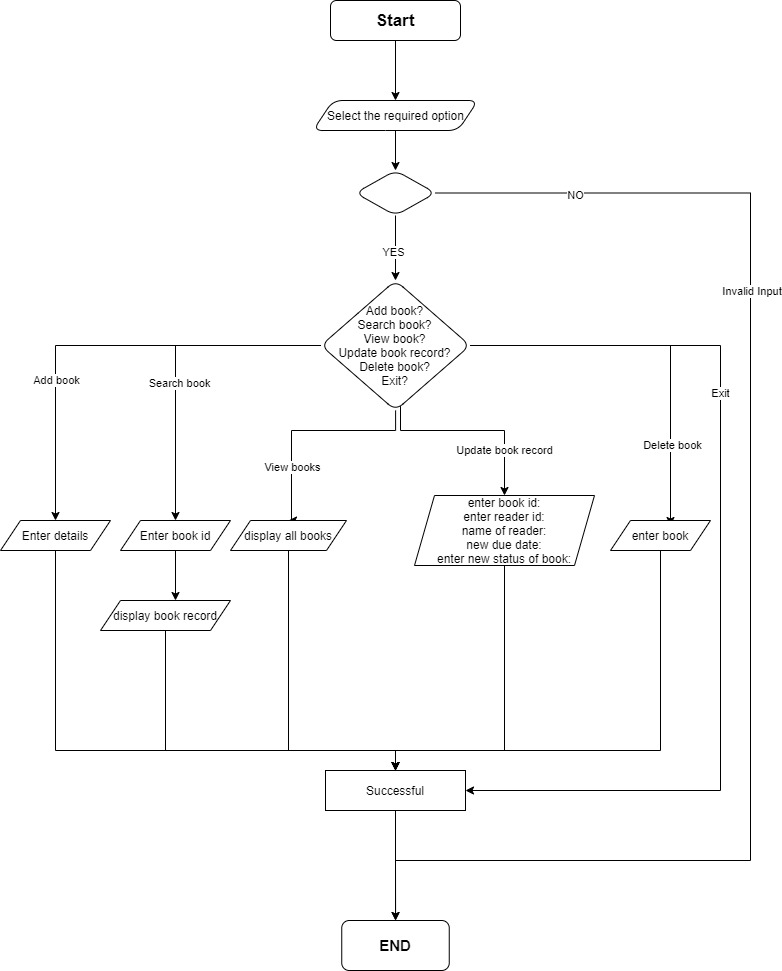 Start
Select the required option
NO
YES
Invalid Input
Add book?
Search book?
View book?
Update book record?
Delete book?
Exit?
Add book
Search book
Exit
View books
Update book record
Delete book
Enter details
Enter book id
display all books
enter book id:
enter reader id:
name of reader:
new due date:
enter new status of book:
enter book
display book record
Successful
END